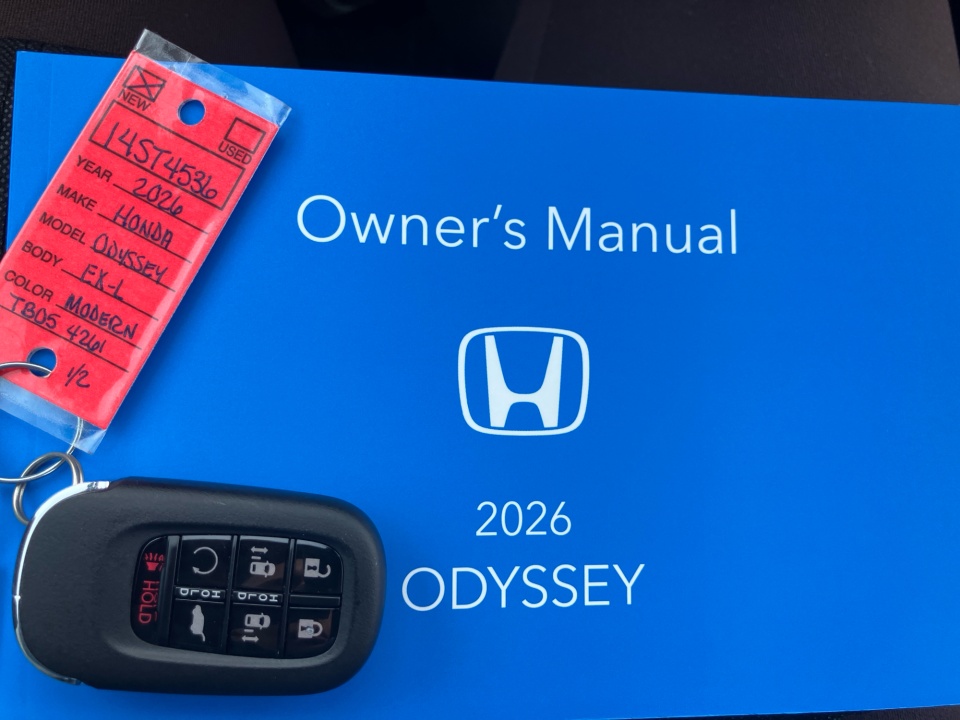 NEW
USED
14ST4536
YEAR 2026
MAKE HONDA
MODEL ODYSSEY
BODY EX-L
COLOR MODERN
TB05 4261
1/2
Owner's Manual
2026
ODYSSEY
HOLD
HOLD
HOLD